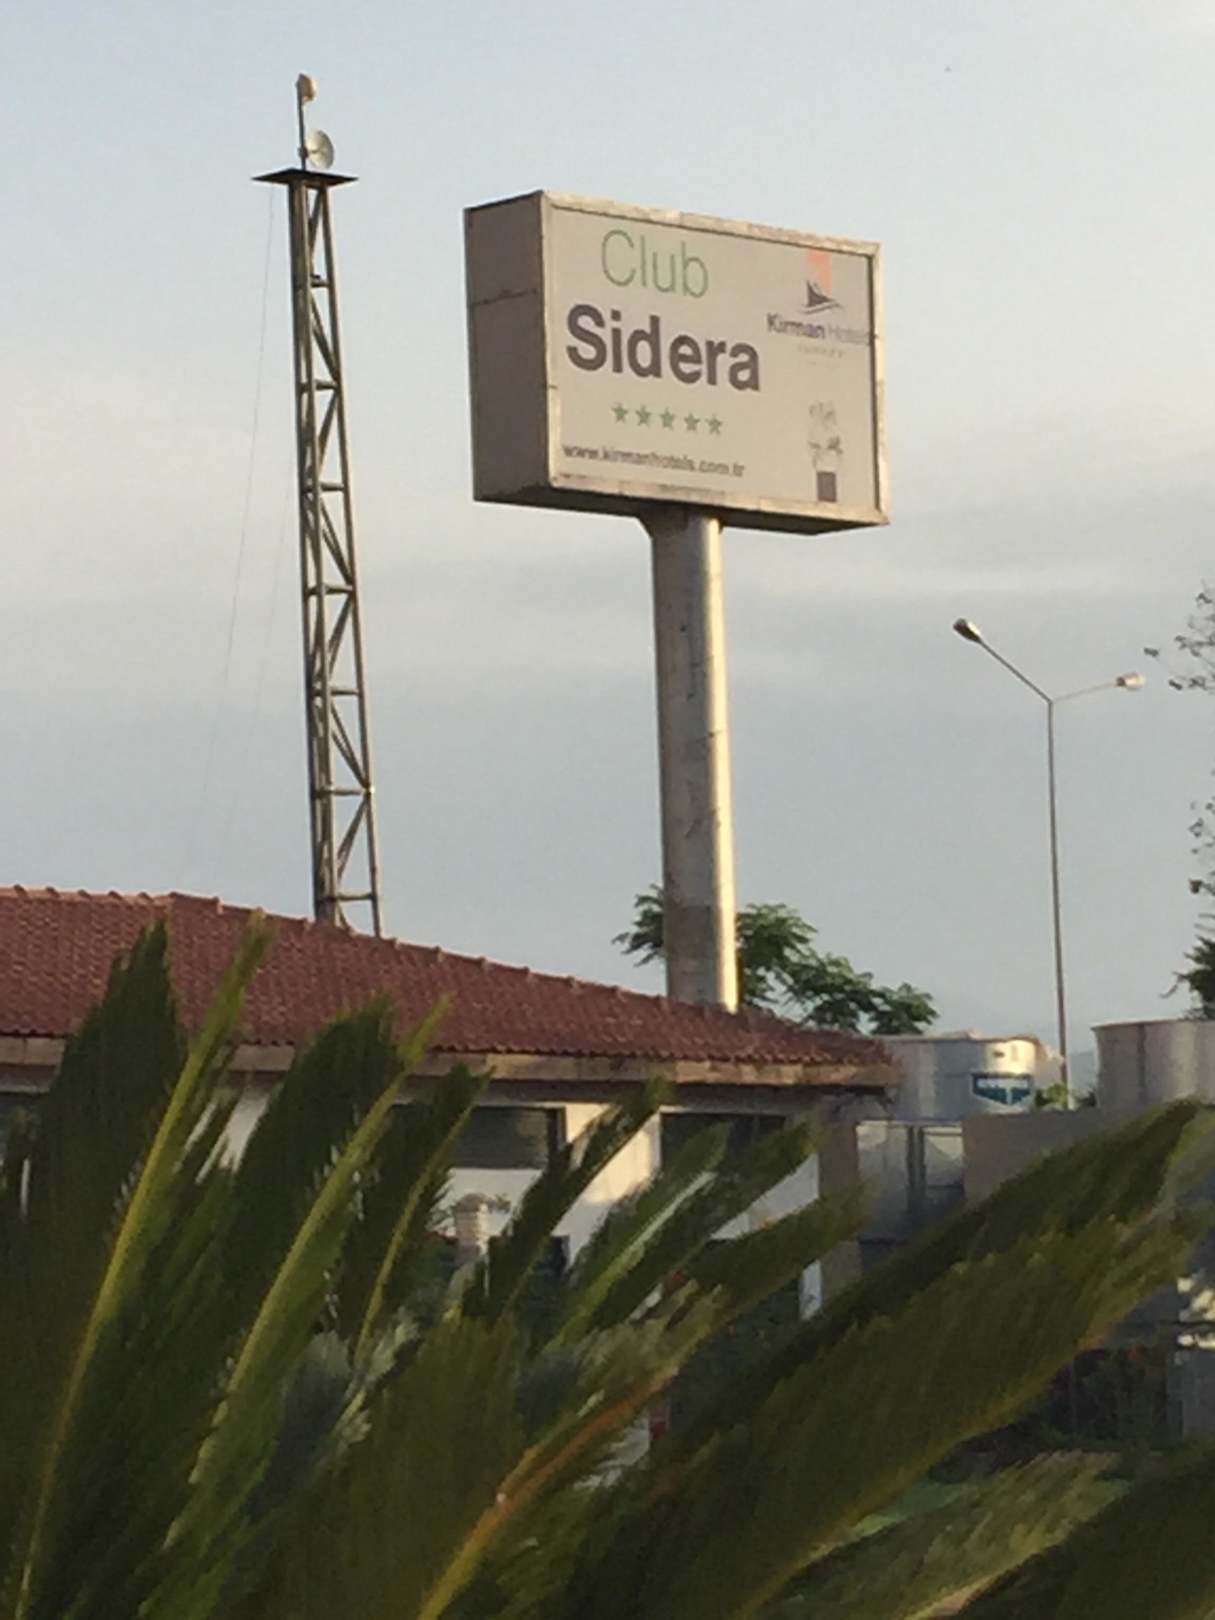 Club
Sidera
www.kirmanhotels.com.tr
Kirman Hotels